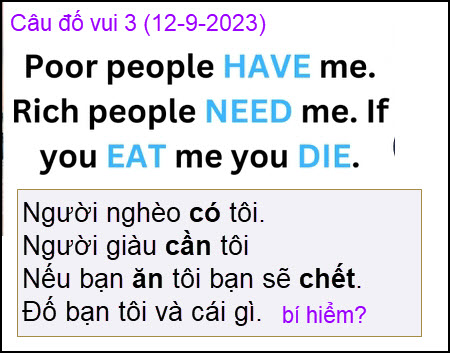 Câu đố vui 3 (12-9-2023)
Poor people HAVE me.
Rich people NEED me. If
you EAT me you DIE.
Người nghèo có tôi.
Người giàu cần tôi
Nếu bạn ăn tôi bạn sẽ chết.
Đố bạn tôi và cái gì. bí hiểm?